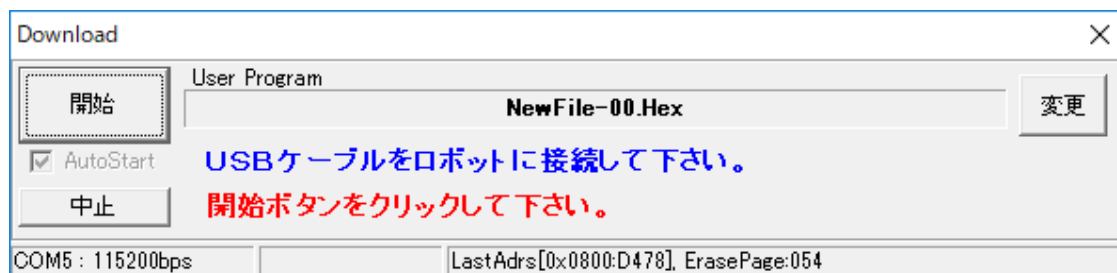 Download
User Program
開始
NewFile-00.Hex
変更
AutoStart
USBケーブルをロボットに接続して下さい。
中止
開始ボタンをクリックして下さい。
COM5 : 115200bps
LastAdrs[0x0800:D478], ErasePage:054